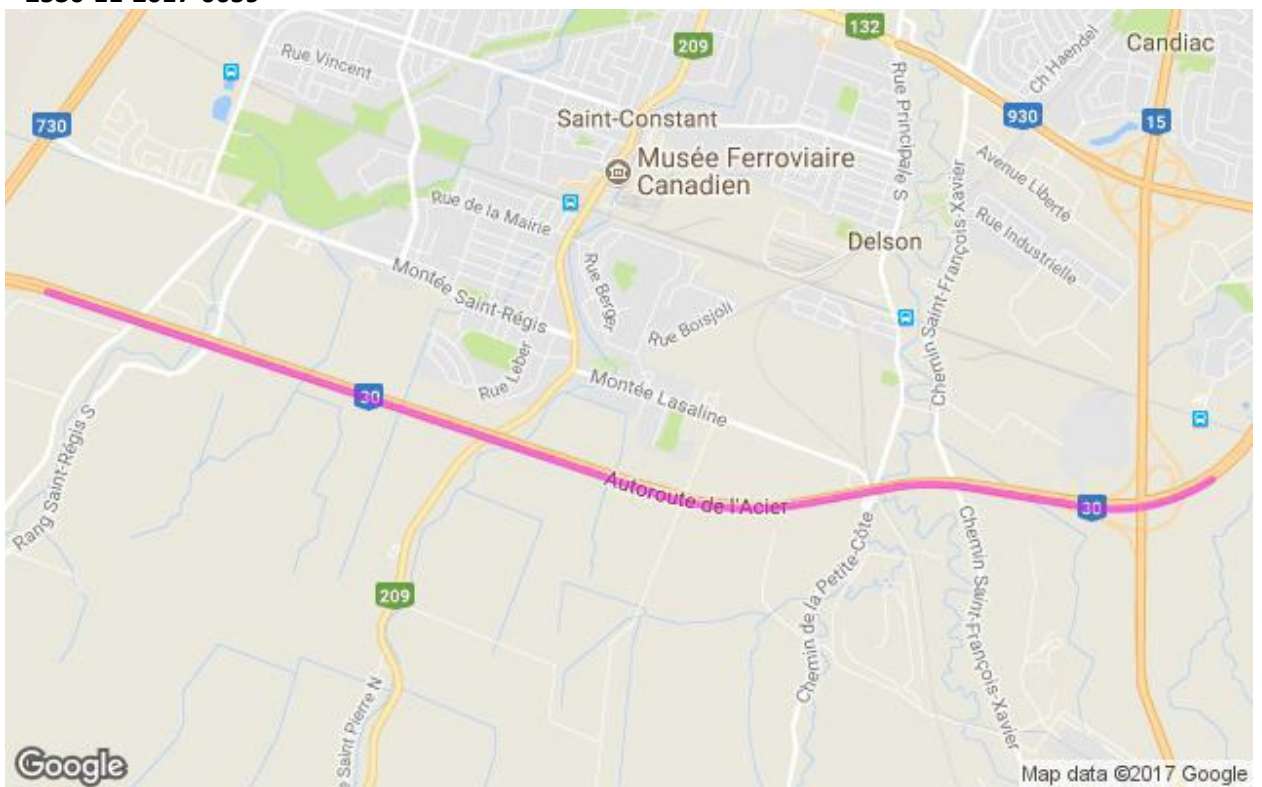 132
209
Candiac
Rue Vincent
Ch Haendel
730
Saint-Constant
930
15
Rue Principale S
Musée Ferroviaire
Canadien
Avenue Liberté
Chemin Saint-François-Xavier
Rue de la Mairie
Rue Industrielle
Delson
Montée Saint-Régis
Rue Berger
Rue Boisjoli
Rue Leber
Montée Lasaline
30
Rang Saint-Régis S
Autoroute de l'Acier
30
Chemin de la Petite-Côte
Chemin Saint-François-Xavier
209
Saint Pierre N
Google
Map data ©2017 Google